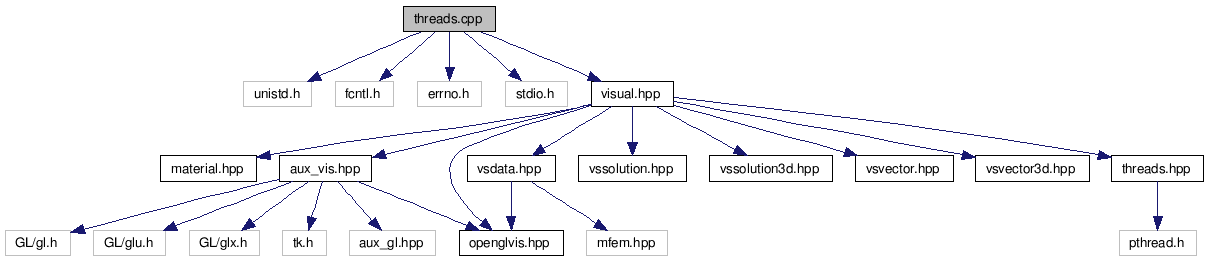 threads.cpp
unistd.h
fcntl.h
errno.h
stdio.h
visual.hpp
material.hpp
aux_vis.hpp
vsdata.hpp
vssolution.hpp
vssolution3d.hpp
vsvector.hpp
vsvector3d.hpp
threads.hpp
GL/gl.h
GL/glu.h
GL/glx.h
tk.h
aux_gl.hpp
openglvis.hpp
mfem.hpp
pthread.h